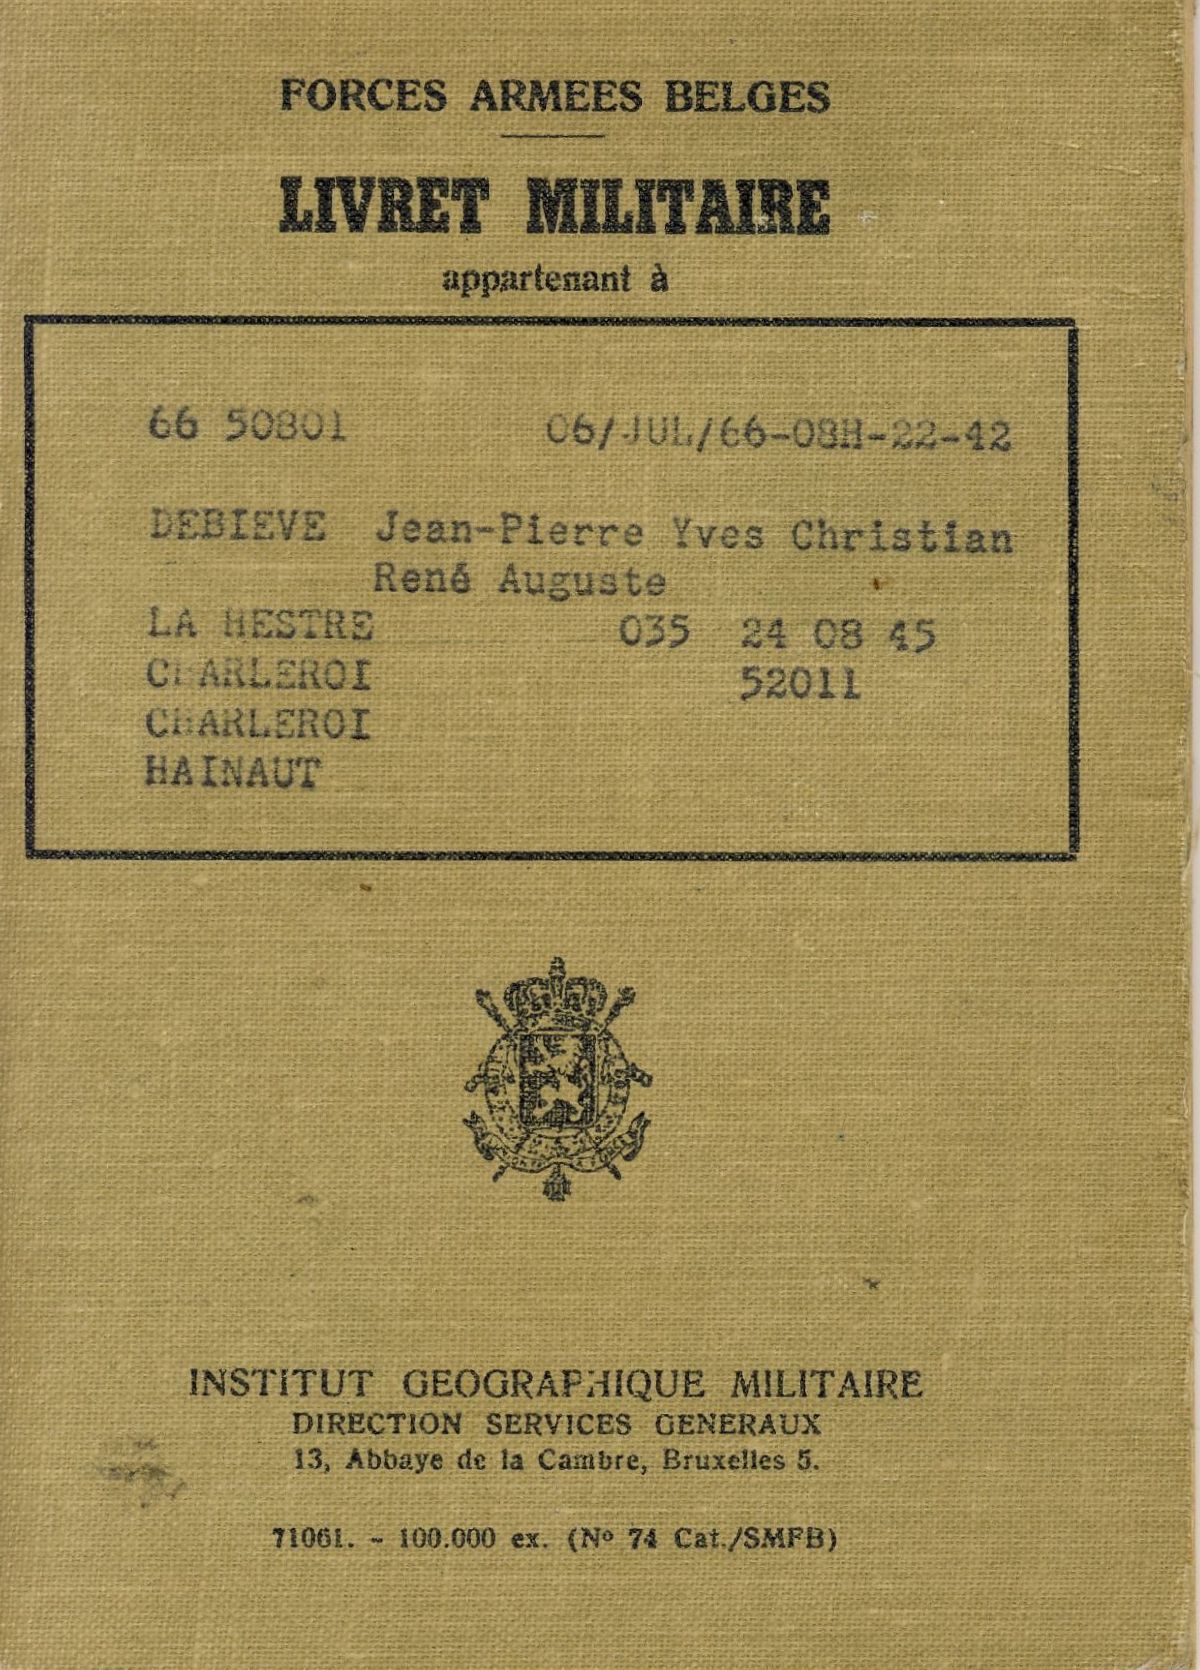 FORCES ARMEES BELGES
LIVRET MILITAIRE
appartenant à
66 50801 06/JUL/66-08H-22-42
DEBIEVE Jean-Pierre Yves Christian
René Auguste
LA HESTRE 035 24 08 45
CHARLEROI 52011
CHARLEROI
HAINAUT
INSTITUT GEOGRAPHIQUE MILITAIRE
DIRECTION SERVICES GENERAUX
13, Abbaye de la Cambre, Bruxelles 5.
71061. - 100.000 ex. (Nº 74 Cat./SMFB)